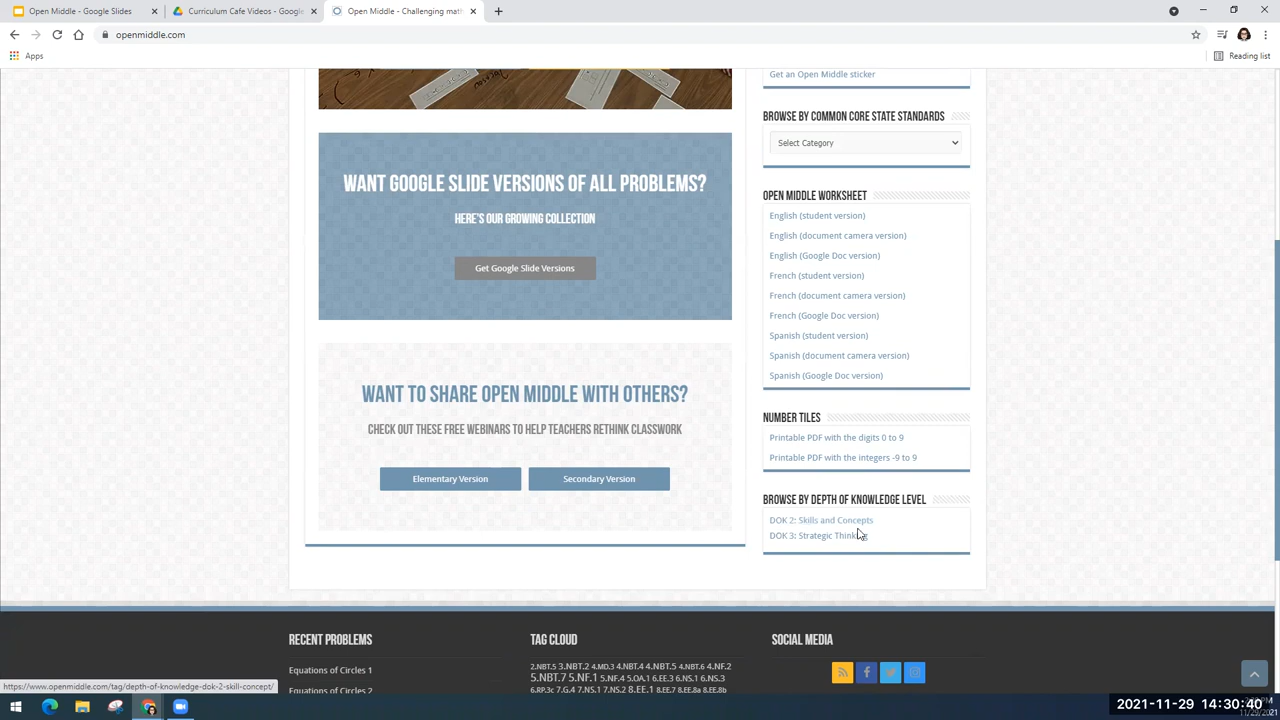 Open Middle - Google Slides
Curriculum Cafe Videos - Google
Open Middle - Challenging math
openmiddle.com
Apps
Reading list
Get an Open Middle sticker
BROWSE BY COMMON CORE STATE STANDARDS
Select Category
WANT GOOGLE SLIDE VERSIONS OF ALL PROBLEMS?
HERE'S OUR GROWING COLLECTION
Get Google Slide Versions
OPEN MIDDLE WORKSHEET
English (student version)
English (document camera version)
English (Google Doc version)
French (student version)
French (document camera version)
French (Google Doc version)
Spanish (student version)
Spanish (document camera version)
Spanish (Google Doc version)
WANT TO SHARE OPEN MIDDLE WITH OTHERS?
CHECK OUT THESE FREE WEBINARS TO HELP TEACHERS RETHINK CLASSWORK
Elementary Version
Secondary Version
NUMBER TILES
Printable PDF with the digits 0 to 9
Printable PDF with the integers -9 to 9
BROWSE BY DEPTH OF KNOWLEDGE LEVEL
DOK 2: Skills and Concepts
DOK 3: Strategic Thinking
RECENT PROBLEMS
Equations of Circles 1
Equations of Circles 2
TAG CLOUD
2.NBT.5 3.NBT.2 4.MD.3 4.NBT.4 4.NBT.5 4.NBT.6 4.NF.2
5.NBT.7 5.NF.1 5.NF.4 5.OA.1 6.EE.3 6.NS.1 6.NS.3
6.RP.3c 7.G.4 7.NS.1 7.NS.2 8.EE.1 8.EE.7 8.EE.8a 8.EE.8b
SOCIAL MEDIA
https://www.openmiddle.com/tag/depth-of-knowledge-dok-2-skill-concept/
2021-11-29 14:30:40